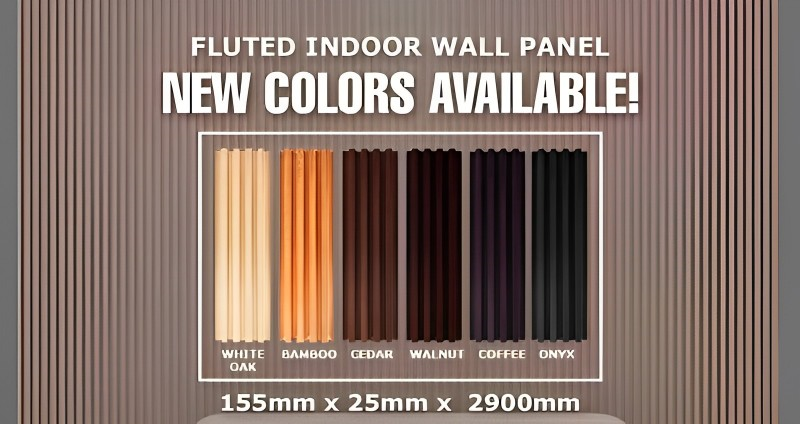 FLUTED INDOOR WALL PANEL
NEW COLORS AVAILABLE!
WHITE OAK
BAMBOO
CEDAR
WALNUT
COFFEE
ONYX
155mm x 25mm x 2900mm